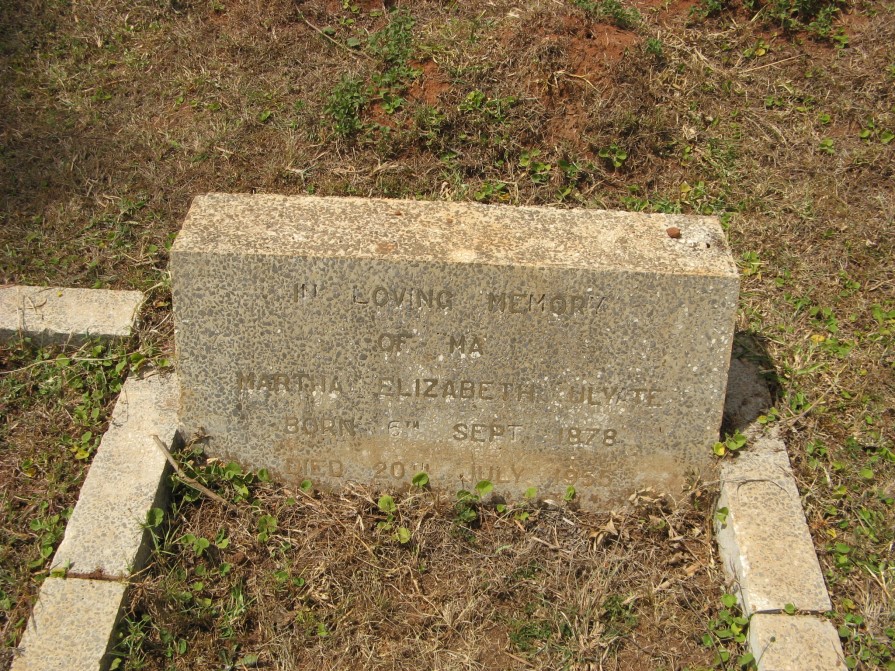 IN LOVING MEMORY
OF MA
MARTHA ELIZABETH
BORN 6TH SEPT. 1878
DIED 20TH JULY